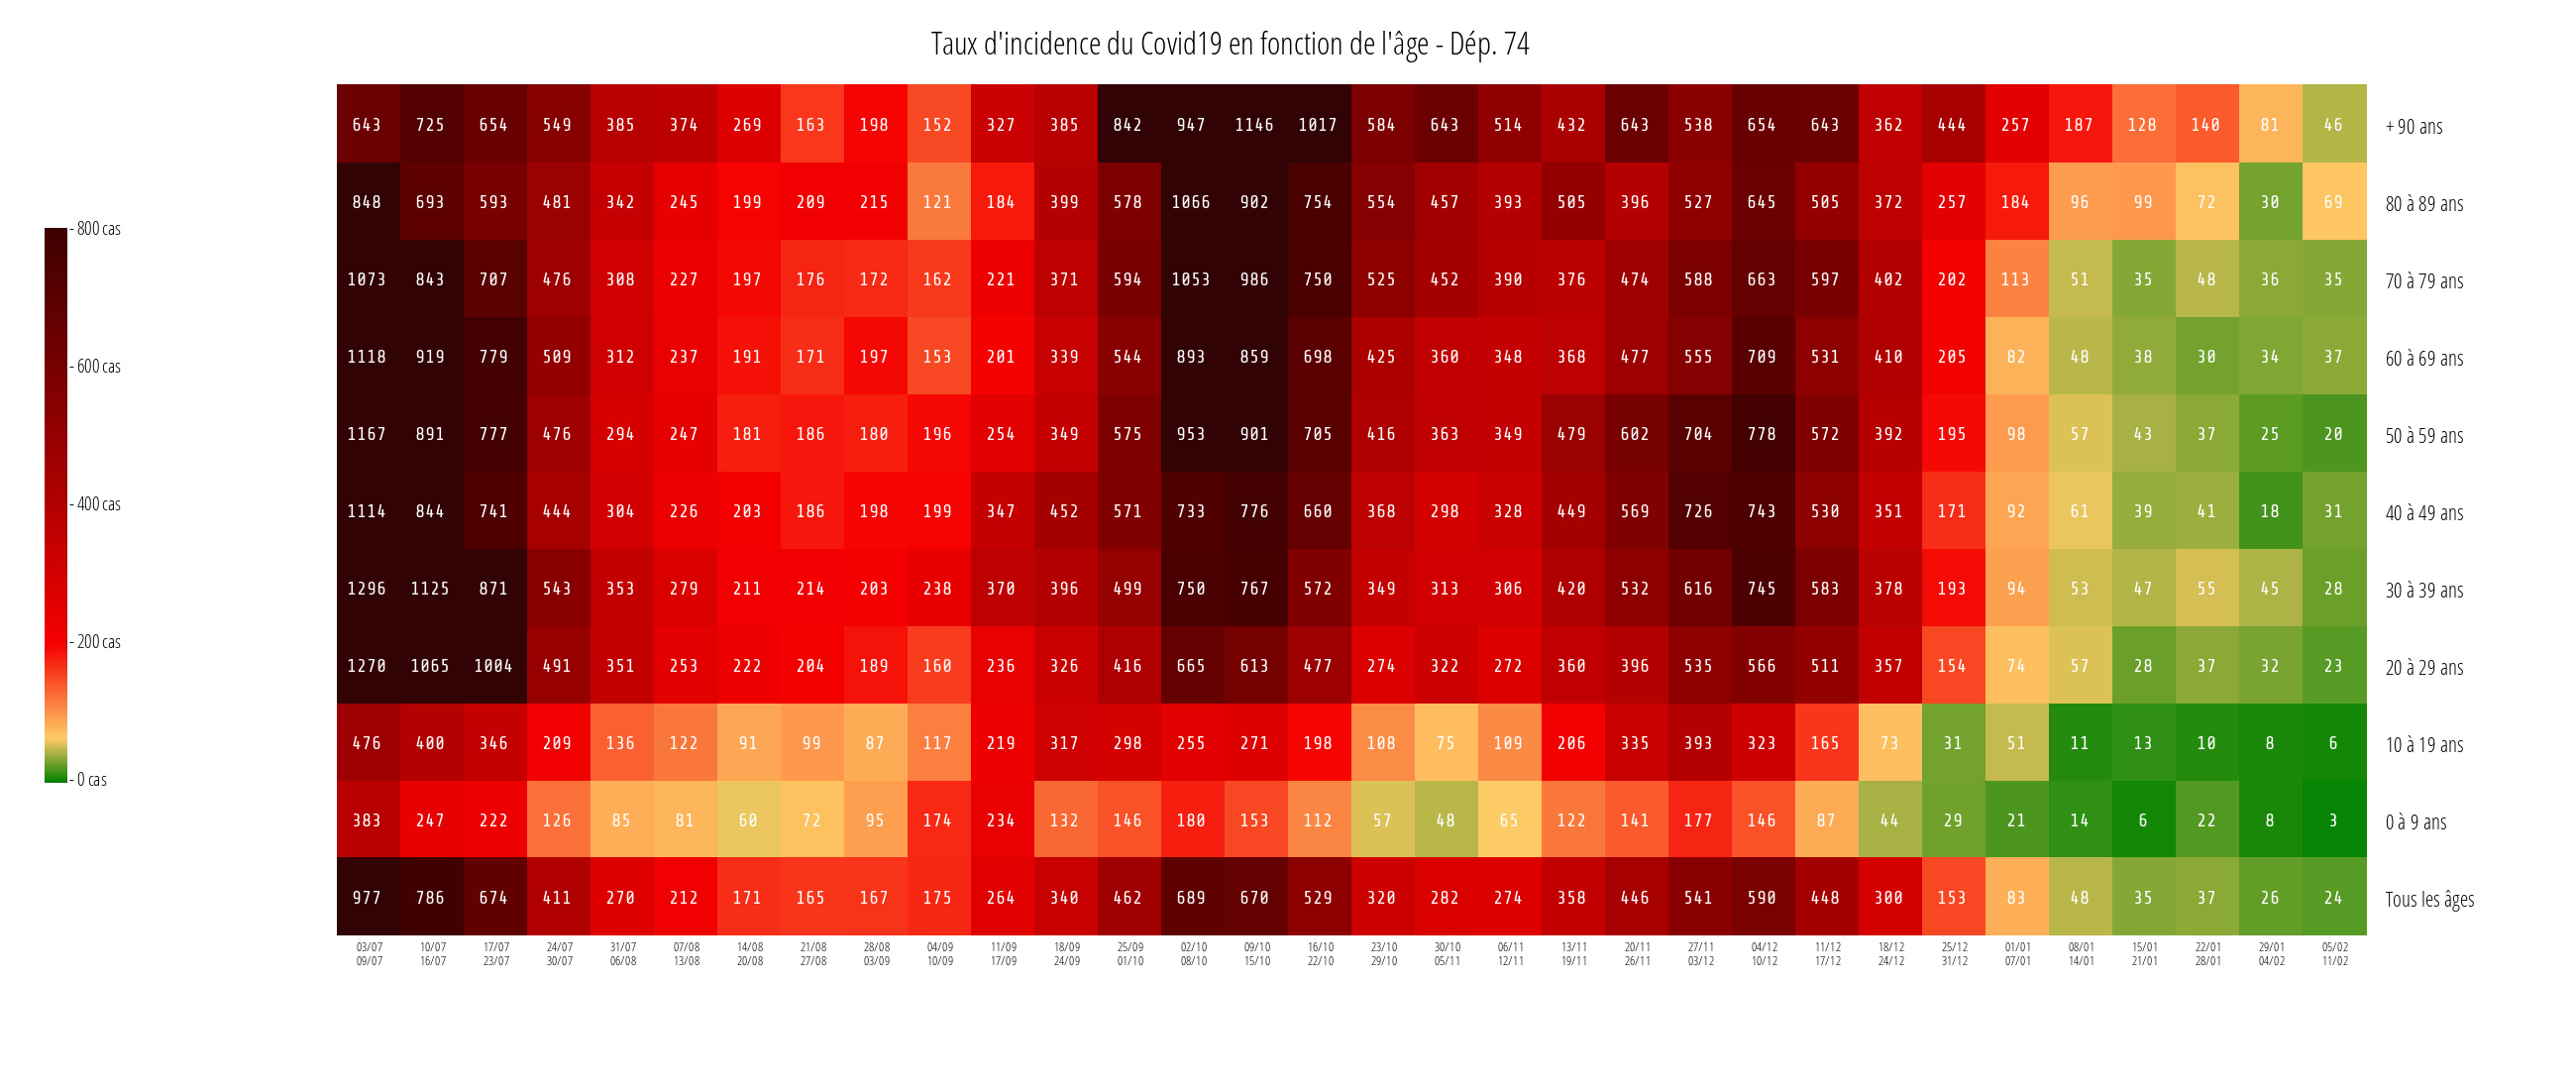 Taux d'incidence du Covid19 en fonction de l'âge - Dép. 74
643 725 654 549 385 374 269 163 198 152 327 385 842 947 1146 1017 584 643 514 432 643 538 654 643 362 444 257 187 128 140 81 46 + 90 ans
848 693 593 481 342 245 199 209 215 121 184 399 578 1066 902 754 554 457 393 505 396 527 645 505 372 257 184 96 99 72 30 69 80 à 89 ans
- 800 cas
1073 843 707 476 308 227 197 176 172 162 221 371 594 1053 986 750 525 452 390 376 474 588 663 597 402 202 113 51 35 48 36 35 70 à 79 ans
1118 919 779 509 312 237 191 171 197 153 201 339 544 893 859 698 425 360 348 368 477 555 709 531 410 205 82 48 38 30 34 37 60 à 69 ans
- 600 cas
1167 891 777 476 294 247 181 186 180 196 254 349 575 953 901 705 416 363 349 479 602 704 778 572 392 195 98 57 43 37 25 20 50 à 59 ans
- 400 cas
1114 844 741 444 304 226 203 186 198 199 347 452 571 733 776 660 368 298 328 449 569 726 743 530 351 171 92 61 39 41 18 31 40 à 49 ans
1296 1125 871 543 353 279 211 214 203 238 370 396 499 750 767 572 349 313 306 420 532 616 745 583 378 193 94 53 47 55 45 28 30 à 39 ans
- 200 cas
1270 1065 1004 491 351 253 222 204 189 160 236 326 416 665 613 477 274 322 272 360 396 535 566 511 357 154 74 57 28 37 32 23 20 à 29 ans
476 400 346 209 136 122 91 99 87 117 219 317 298 255 271 198 108 75 109 206 335 393 323 165 73 31 51 11 13 10 8 6 10 à 19 ans
- 0 cas
383 247 222 126 85 81 60 72 95 174 234 132 146 180 153 112 57 48 65 122 141 177 146 87 44 29 21 14 6 22 8 3 0 à 9 ans
977 786 674 411 270 212 171 165 167 175 264 340 462 689 670 529 320 282 274 358 446 541 590 448 300 153 83 48 35 37 26 24 Tous les âges
03/07 10/07 17/07 24/07 31/07 07/08 14/08 21/08 28/08 04/09 11/09 18/09 25/09 02/10 09/10 16/10 23/10 30/10 06/11 13/11 20/11 27/11 04/12 11/12 18/12 25/12 01/01 08/01 15/01 22/01 29/01 05/02
09/07 16/07 23/07 30/07 06/08 13/08 20/08 27/08 03/09 10/09 17/09 24/09 01/10 08/10 15/10 22/10 29/10 05/11 12/11 19/11 26/11 03/12 10/12 17/12 24/12 31/12 07/01 14/01 21/01 28/01 04/02 11/02